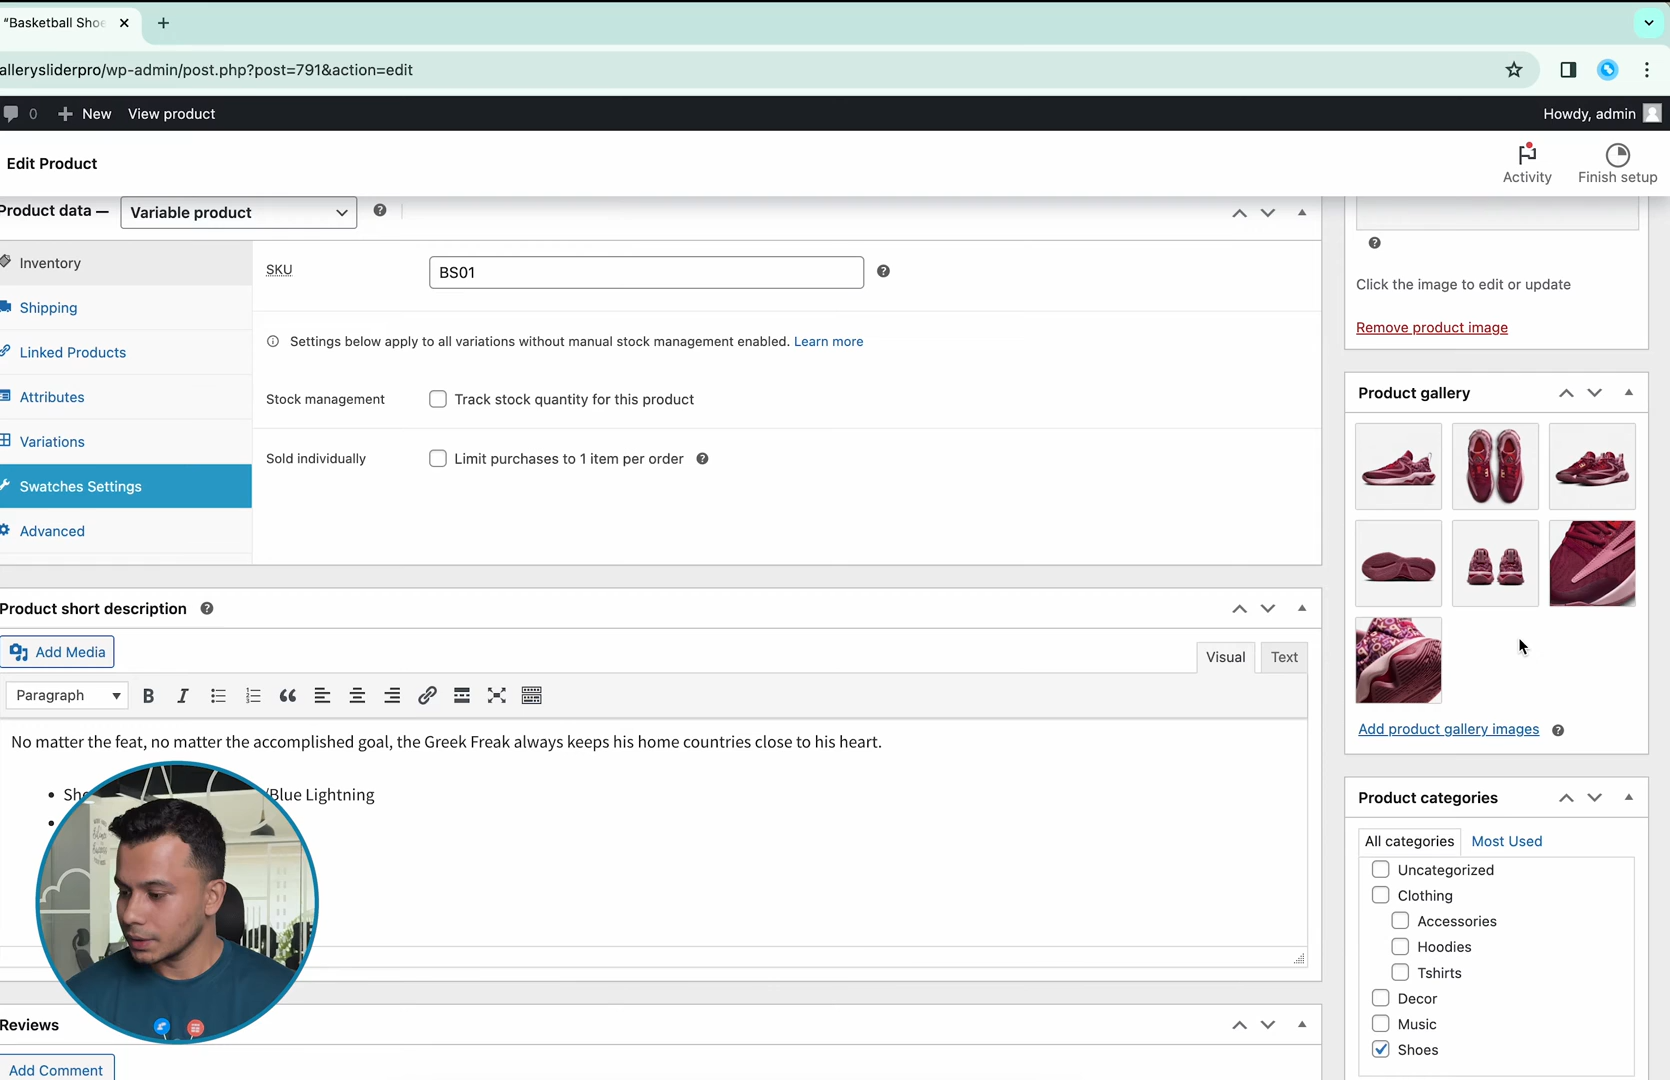 “Basketball Shoe
allerysliderpro/wp-admin/post.php?post=791&action=edit
0 New View product
Howdy, admin
Edit Product
Activity
Finish setup
Product data —
Variable product
Inventory
Shipping
Linked Products
Attributes
Variations
Swatches Settings
Advanced
SKU
BS01
Settings below apply to all variations without manual stock management enabled. Learn more
Stock management
Track stock quantity for this product
Sold individually
Limit purchases to 1 item per order
Product short description
Add Media
Visual
Text
Paragraph
No matter the feat, no matter the accomplished goal, the Greek Freak always keeps his home countries close to his heart.
/Blue Lightning
Reviews
Add Comment
Click the image to edit or update
Remove product image
Product gallery
Add product gallery images
Product categories
All categories
Most Used
Uncategorized
Clothing
Accessories
Hoodies
Tshirts
Decor
Music
Shoes